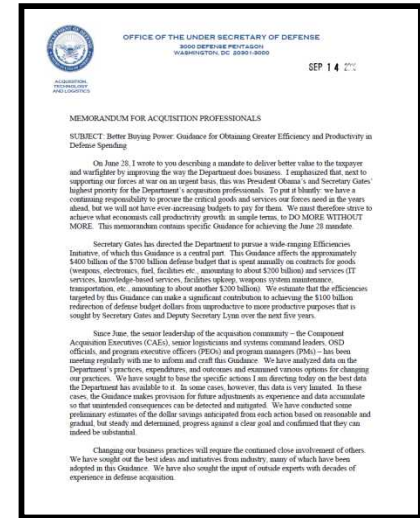 OFFICE OF THE UNDER SECRETARY OF DEFENSE
3000 DEFENSE PENTAGON
WASHINGTON, DC 20301-3000
SEP 14
ACQUISITION,
TECHNOLOGY
AND LOGISTICS
MEMORANDUM FOR ACQUISITION PROFESSIONALS
SUBJECT: Better Buying Power: Guidance for Obtaining Greater Efficiency and Productivity in
Defense Spending
On June 28, I wrote to you describing a mandate to deliver better value to the taxpayer
and warfighter by improving the way the Department does business. I emphasized that, next to
supporting our forces at war on an urgent basis, this was President Obama's and Secretary Gates'
highest priority for the Department's acquisition professionals. To put it bluntly: we have a
continuing responsibility to procure the critical goods and services our forces need in the years
ahead, but we will not have ever-increasing budgets to pay for them. We must therefore strive to
achieve what economists call productivity growth: in simple terms, to DO MORE WITHOUT
MORE. This memorandum contains specific Guidance for achieving the June 28 mandate.
Secretary Gates has directed the Department to pursue a wide-ranging Efficiencies
Initiative, of which this Guidance is a central part. This Guidance affects the approximately
$400 billion of the $700 billion defense budget that is spent annually on contracts for goods
(weapons, electronics, fuel, facilities etc., amounting to about $200 billion) and services (IT
services, knowledge-based services, facilities upkeep, weapons system maintenance,
transportation, etc., amounting to about another $200 billion). We estimate that the efficiencies
targeted by this Guidance can make a significant contribution to achieving the $100 billion
redirection of defense budget dollars from unproductive to more productive purposes that is
sought by Secretary Gates and Deputy Secretary Lynn over the next five years.
Since June, the senior leadership of the acquisition community – the Component
Acquisition Executives (CAEs), senior logisticians and systems command leaders, OSD
officials, and program executive officers (PEOs) and program managers (PMs) – has been
meeting regularly with me to inform and craft this Guidance. We have analyzed data on the
Department's practices, expenditures, and outcomes and examined various options for changing
our practices. We have sought to base the specific actions I am directing today on the best data
the Department has available to it. In some cases, however, this data is very limited. In these
cases, the Guidance makes provision for future adjustments as experience and data accumulate
so that unintended consequences can be detected and mitigated. We have conducted some
preliminary estimates of the dollar savings anticipated from each action based on reasonable and
gradual, but steady and determined, progress against a clear goal and confirmed that they can
indeed be substantial.
Changing our business practices will require the continued close involvement of others.
We have sought out the best ideas and initiatives from industry, many of which have been
adopted in this Guidance. We have also sought the input of outside experts with decades of
experience in defense acquisition.